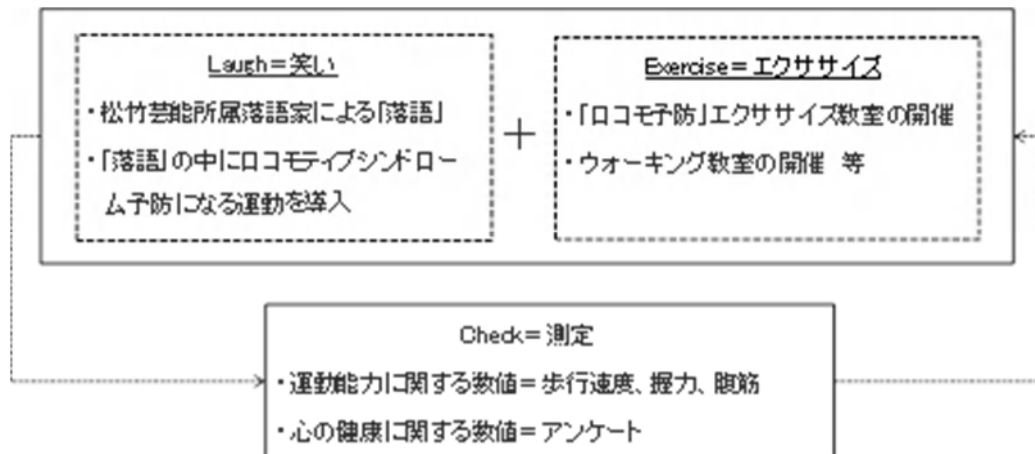 Laugh=笑い
・松竹芸能所属落語家による「落語」
・「落語」の中にロコモティブシンドロー
ム予防になる運動を導入
+
Exercise=エクササイズ
・「ロコモ予防」エクササイズ教室の開催
・ウォーキング教室の開催 等
Check=測定
・運動能力に関する数値=歩行速度、握力、腹筋
・心の健康に関する数値=アンケート